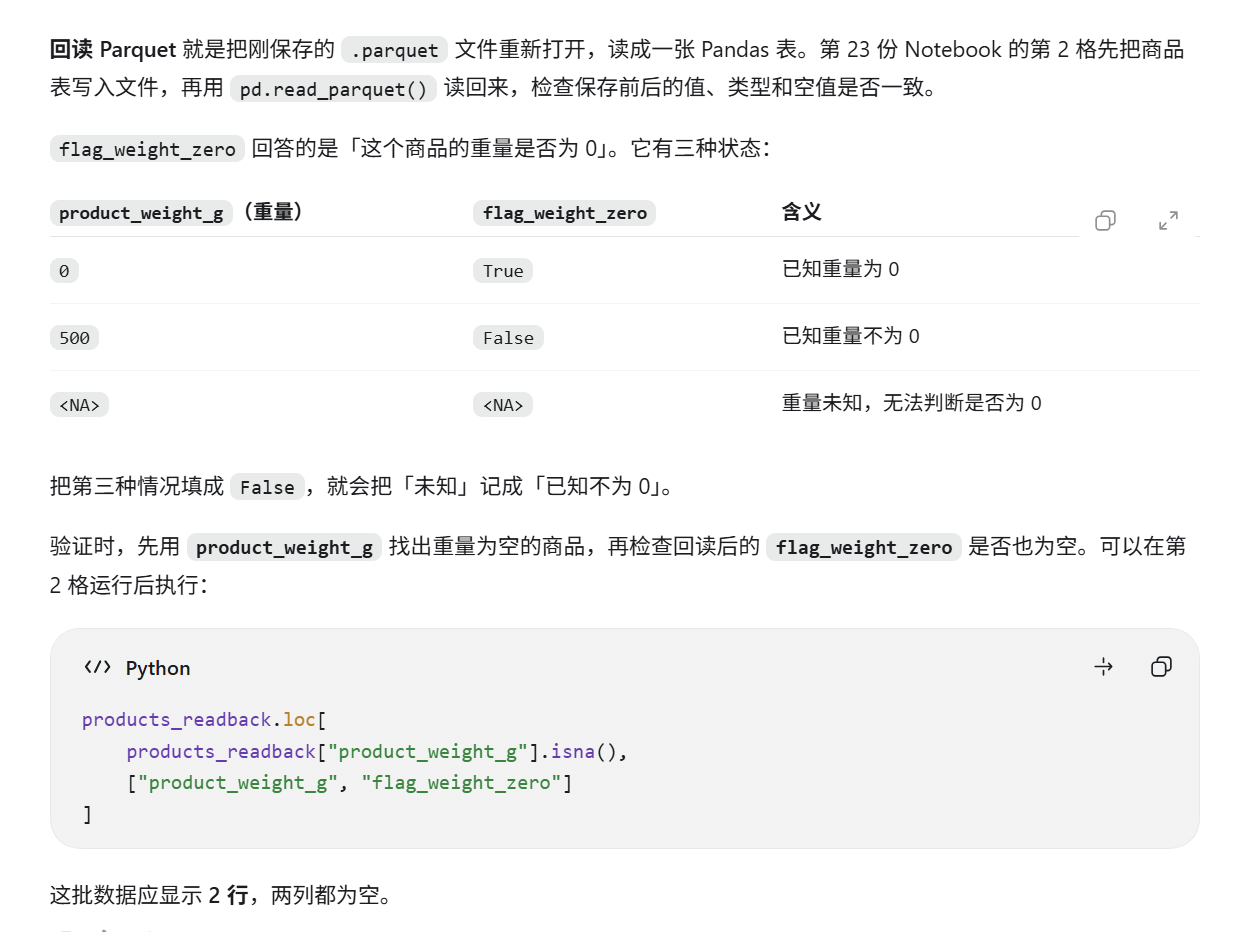 回读 Parquet 就是把刚保存的 .parquet 文件重新打开，读成一张 Pandas 表。第 23 份 Notebook 的第 2 格先把商品
表写入文件，再用 pd.read_parquet() 读回来，检查保存前后的值、类型和空值是否一致。
flag_weight_zero 回答的是「这个商品的重量是否为 0」。它有三种状态：
product_weight_g（重量） flag_weight_zero 含义
0 True 已知重量为 0
500 False 已知重量不为 0
<NA> <NA> 重量未知，无法判断是否为 0
把第三种情况填成 False，就会把「未知」记成「已知不为 0」。
验证时，先用 product_weight_g 找出重量为空的商品，再检查回读后的 flag_weight_zero 是否也为空。可以在第
2 格运行后执行：
</> Python
products_readback.loc[
    products_readback["product_weight_g"].isna(),
    ["product_weight_g", "flag_weight_zero"]
]
这批数据应显示 2 行，两列都为空。